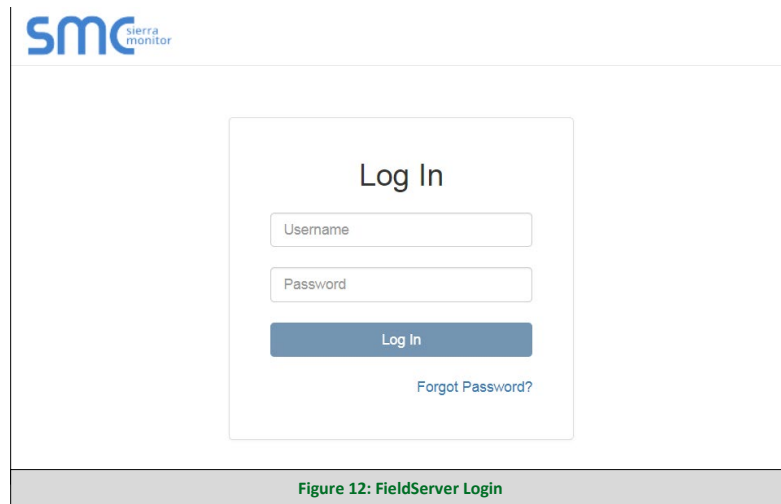 SMC sierra
monitor
Log In
Username
Password
Log In
Forgot Password?
Figure 12: FieldServer Login